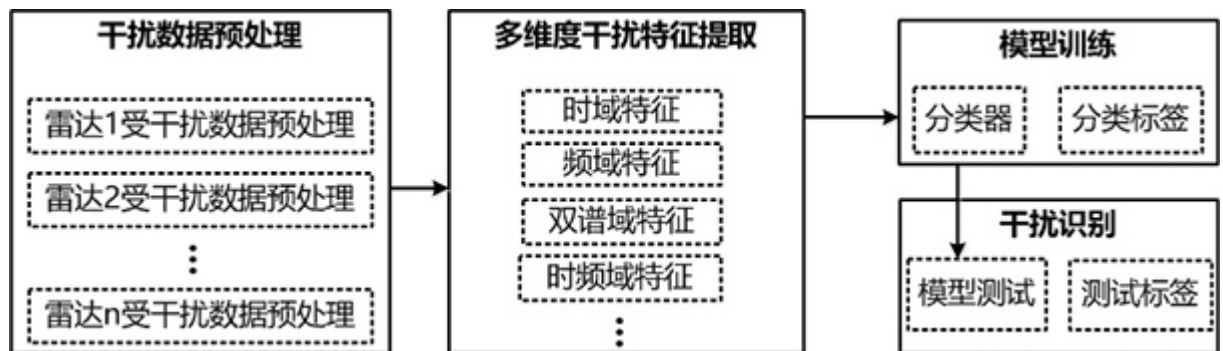 干扰数据预处理
雷达1受干扰数据预处理
雷达2受干扰数据预处理
⋮
雷达n受干扰数据预处理
多维度干扰特征提取
时域特征
频域特征
双谱域特征
时频域特征
⋮
模型训练
分类器
分类标签
干扰识别
模型测试
测试标签